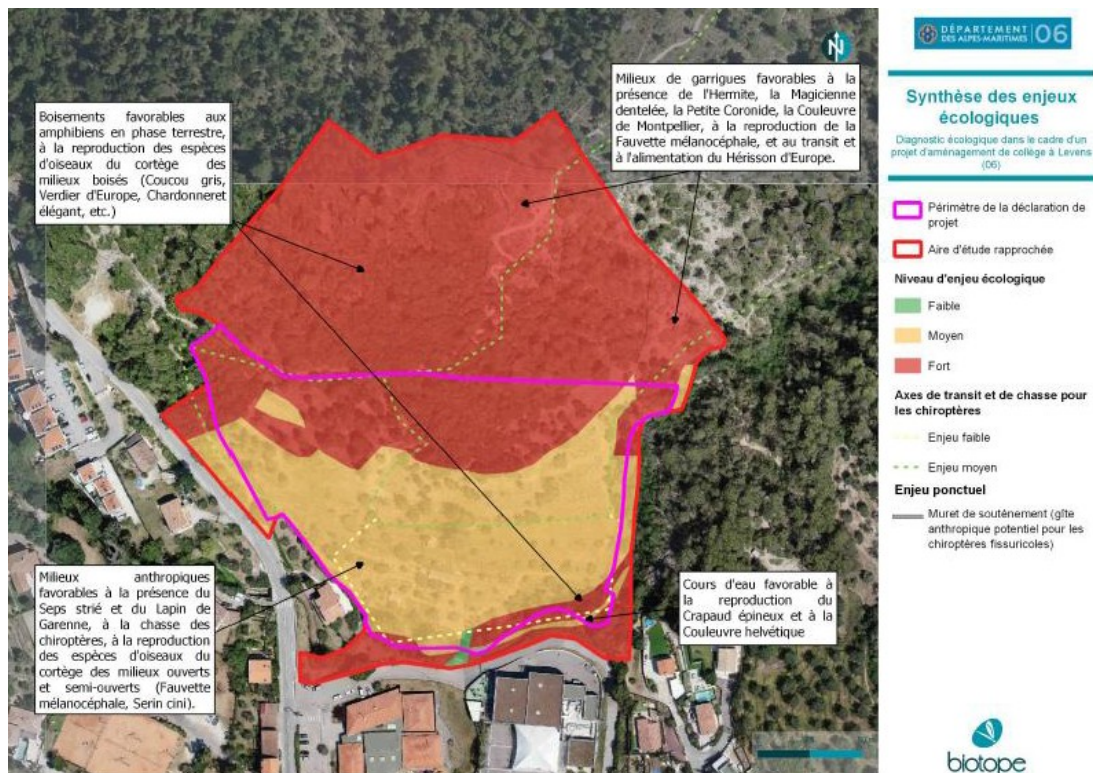 Boisements favorables aux
amphibiens en phase terrestre,
à la reproduction des espèces
d'oiseaux du cortège des
milieux boisés (Coucou gris,
Verdier d'Europe, Chardonneret
élégant, etc.)
N
Milieux de garrigues favorables à la
présence de l'Hermite, la Magicienne
dentelée, la Petite Coronide, la Couleuvre
de Montpellier, à la reproduction de la
Fauvette mélanocéphale, et au transit et
à l'alimentation du Hérisson d'Europe.
Milieux anthropiques
favorables à la présence du
Seps strié et du Lapin de
Garenne, à la chasse des
chiroptères, à la reproduction
des espèces d'oiseaux du
cortège des milieux ouverts
et semi-ouverts (Fauvette
mélanocéphale, Serin cini).
Cours d'eau favorable à
la reproduction du
Crapaud épineux et à la
Couleuvre helvétique
DÉPARTEMENT
DES ALPES-MARITIMES
06
Synthèse des enjeux
écologiques
Diagnostic écologique dans le cadre d'un
projet d'aménagement de collège à Levens
(06)
Périmètre de la déclaration de
projet
Aire d'étude rapprochée
Niveau d'enjeu écologique
Faible
Moyen
Fort
Axes de transit et de chasse pour
les chiroptères
Enjeu faible
Enjeu moyen
Enjeu ponctuel
Muret de soutènement (gîte
anthropique potentiel pour les
chiroptères fissuricoles)
biotope